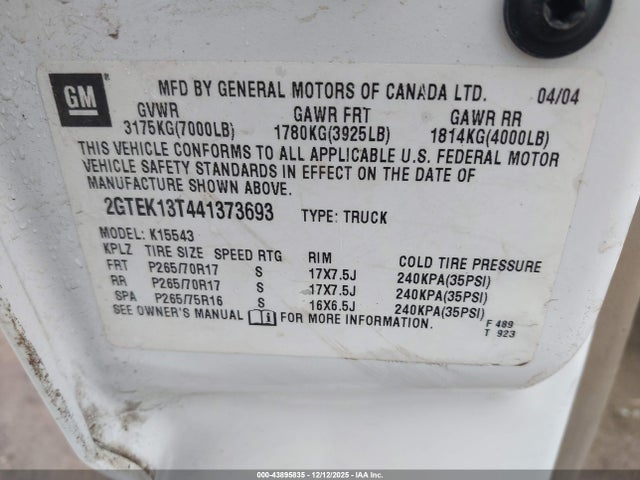 GM
MFD BY GENERAL MOTORS OF CANADA LTD. 04/04
GVWR GAWR FRT GAWR RR
3175KG(7000LB) 1780KG(3925LB) 1814KG(4000LB)
THIS VEHICLE CONFORMS TO ALL APPLICABLE U.S. FEDERAL MOTOR
VEHICLE SAFETY STANDARDS IN EFFECT ON THE DATE OF
MANUFACTURE SHOWN ABOVE.
2GTEK13T441373693 TYPE: TRUCK
MODEL: K15543
KPLZ TIRE SIZE SPEED RTG RIM COLD TIRE PRESSURE
FRT P265/70R17 S 17X7.5J 240KPA(35PSI)
RR P265/70R17 S 17X7.5J 240KPA(35PSI)
SPA P265/75R16 S 16X6.5J 240KPA(35PSI)
SEE OWNER'S MANUAL FOR MORE INFORMATION.
F 489
T 923
000-43895835 - 12/12/2025 - IAA Inc.